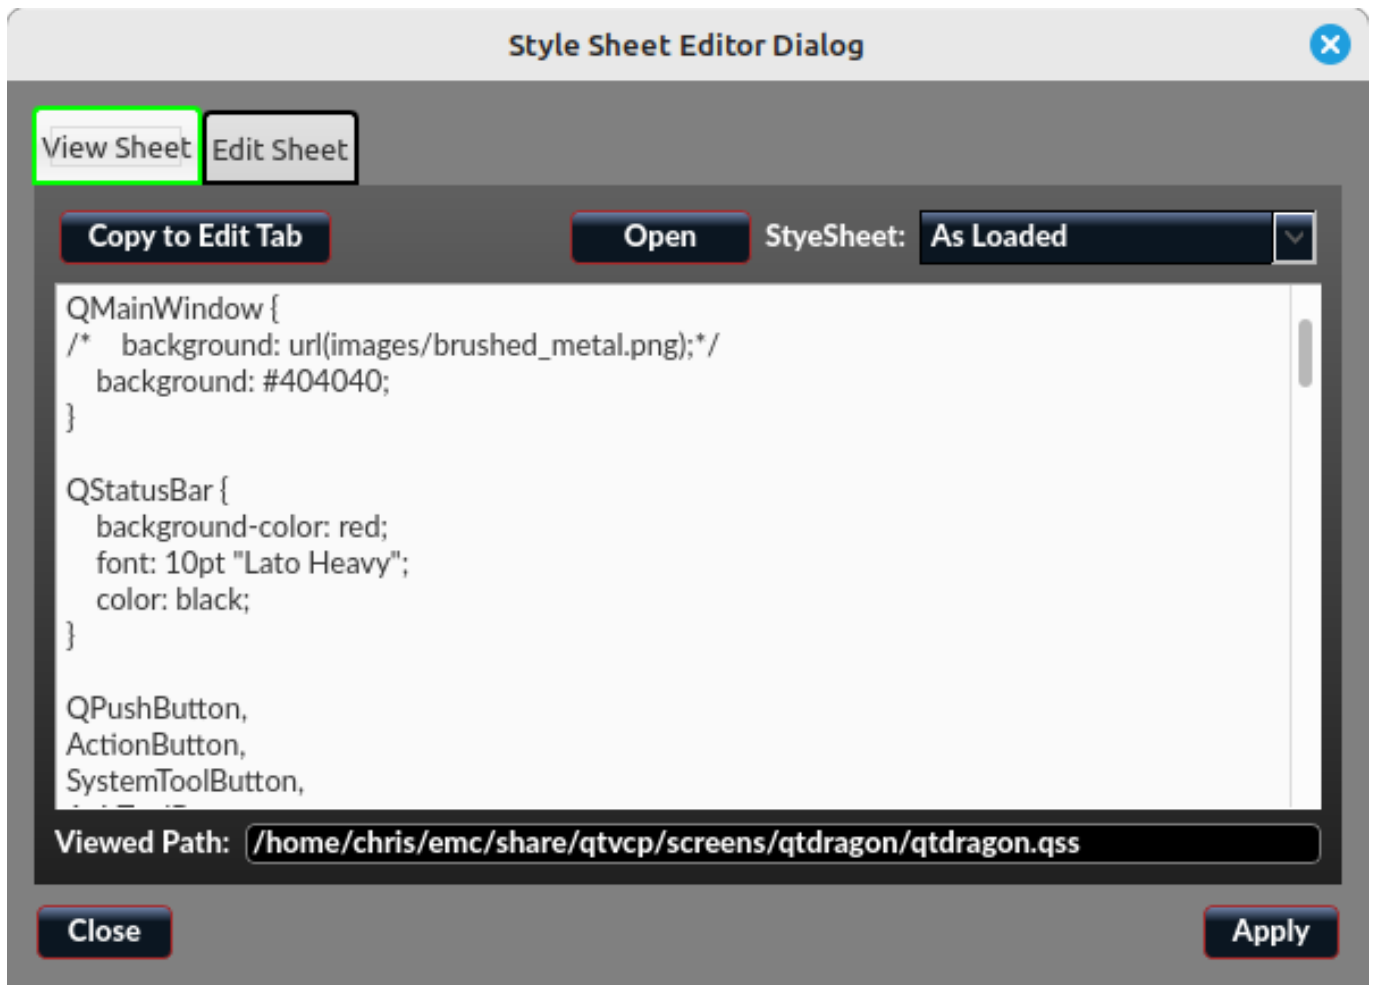 Style Sheet Editor Dialog
View Sheet Edit Sheet
Copy to Edit Tab Open StyeSheet: As Loaded
QMainWindow {
/*    background: url(images/brushed_metal.png);*/
    background: #404040;
}
QStatusBar {
    background-color: red;
    font: 10pt "Lato Heavy";
    color: black;
}
QPushButton,
ActionButton,
SystemToolButton,
Viewed Path: /home/chris/emc/share/qtvcp/screens/qtdragon/qtdragon.qss
Close Apply